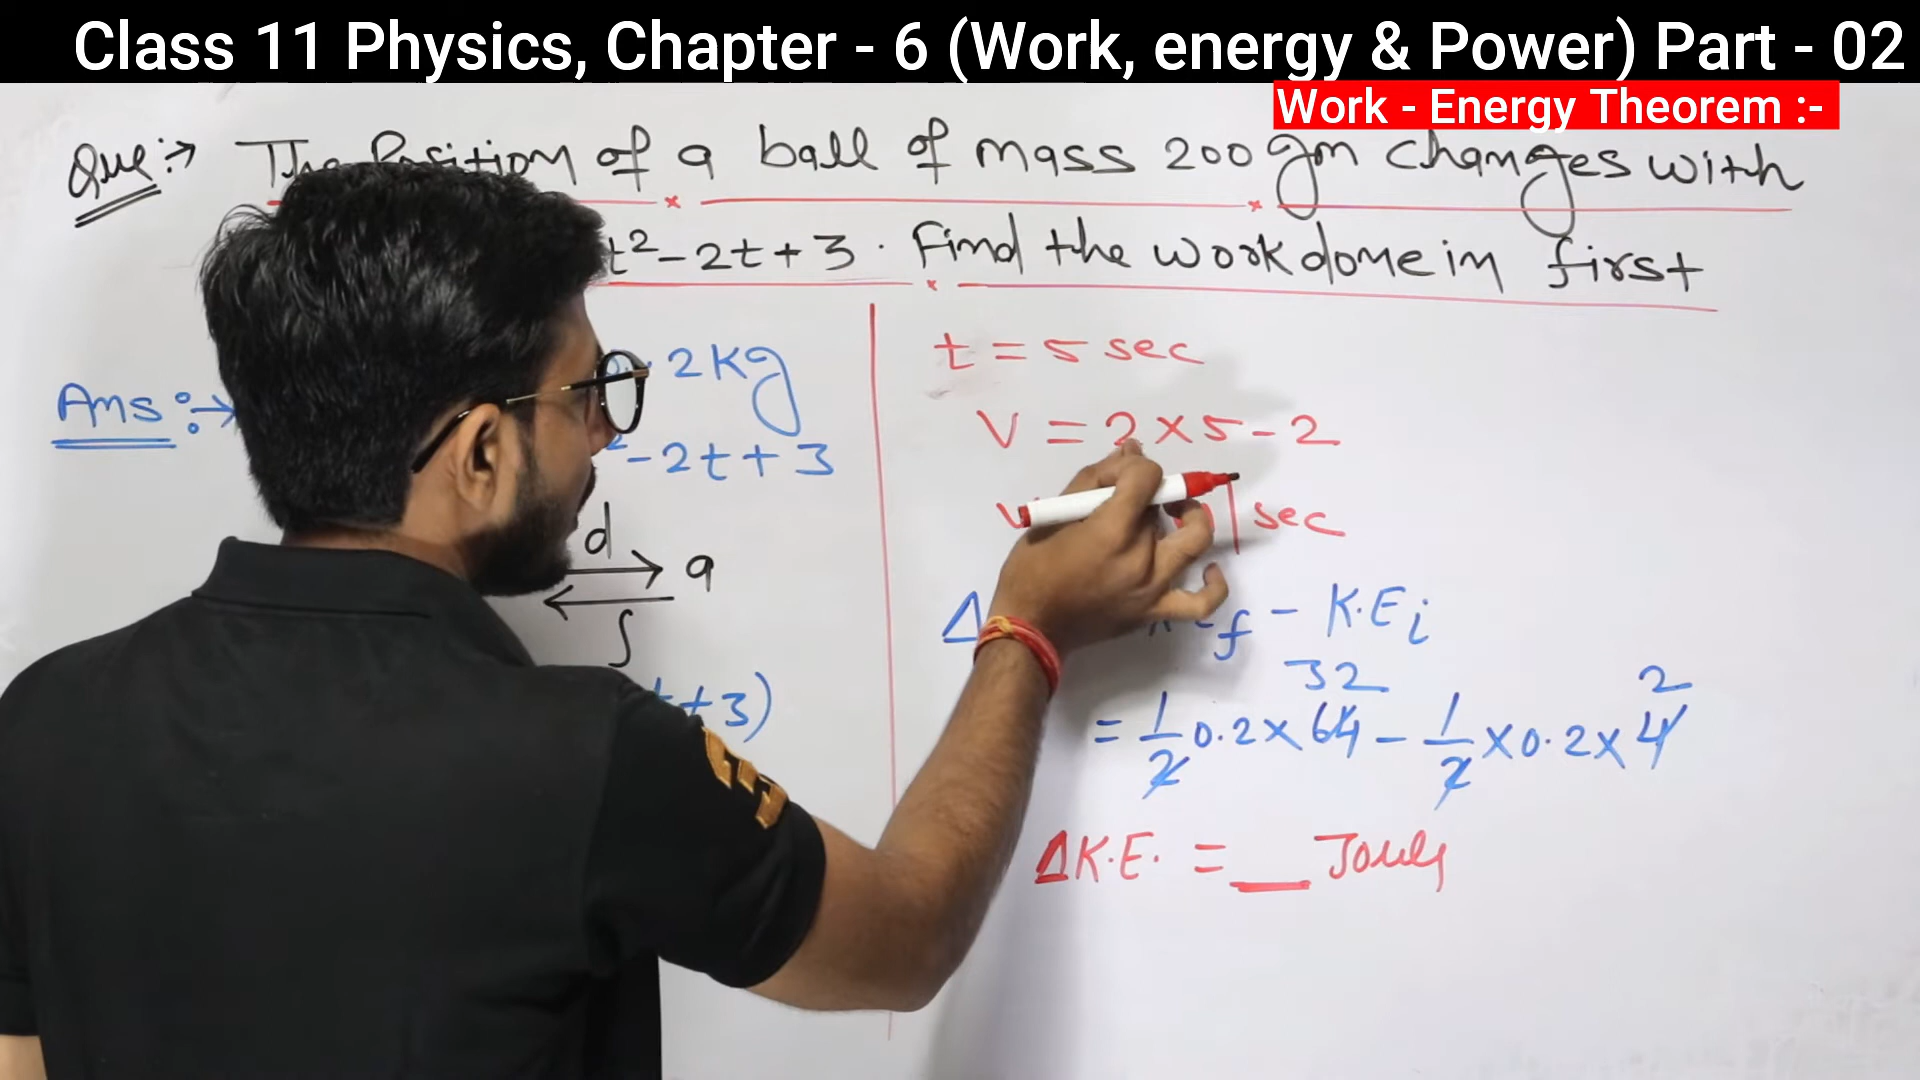 Class 11 Physics, Chapter - 6 (Work, energy & Power) Part - 02
Work - Energy Theorem :-
Que:→ The Position of a ball of mass 200 gm changes with
t²-2t+3. Find the workdone in first
Ans:→
2Kg
²-2t+3
d
a
∫
t+3)
t = 5 sec
V = 2×5-2
sec
Δ
f - K.Ei
32 2
= 1/2 0.2×64 - 1/2 ×0.2×4
ΔK.E. = __ Jouly